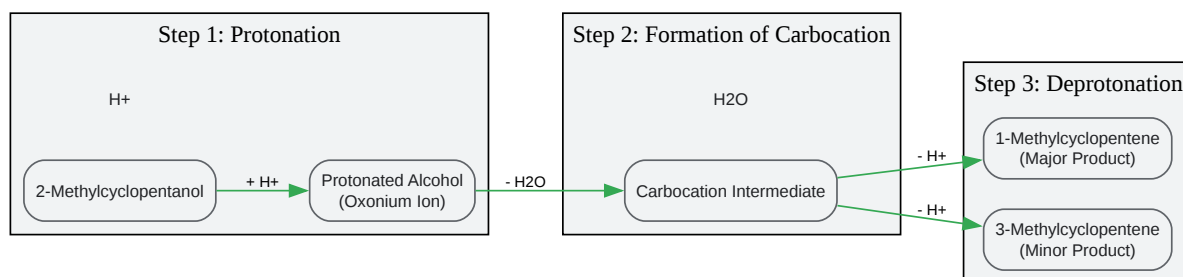 Step 1: Protonation
H+
2-Methylcyclopentanol
+ H+
Protonated Alcohol
(Oxonium Ion)
- H2O
Step 2: Formation of Carbocation
H2O
Carbocation Intermediate
- H+
- H+
Step 3: Deprotonation
1-Methylcyclopentene
(Major Product)
3-Methylcyclopentene
(Minor Product)